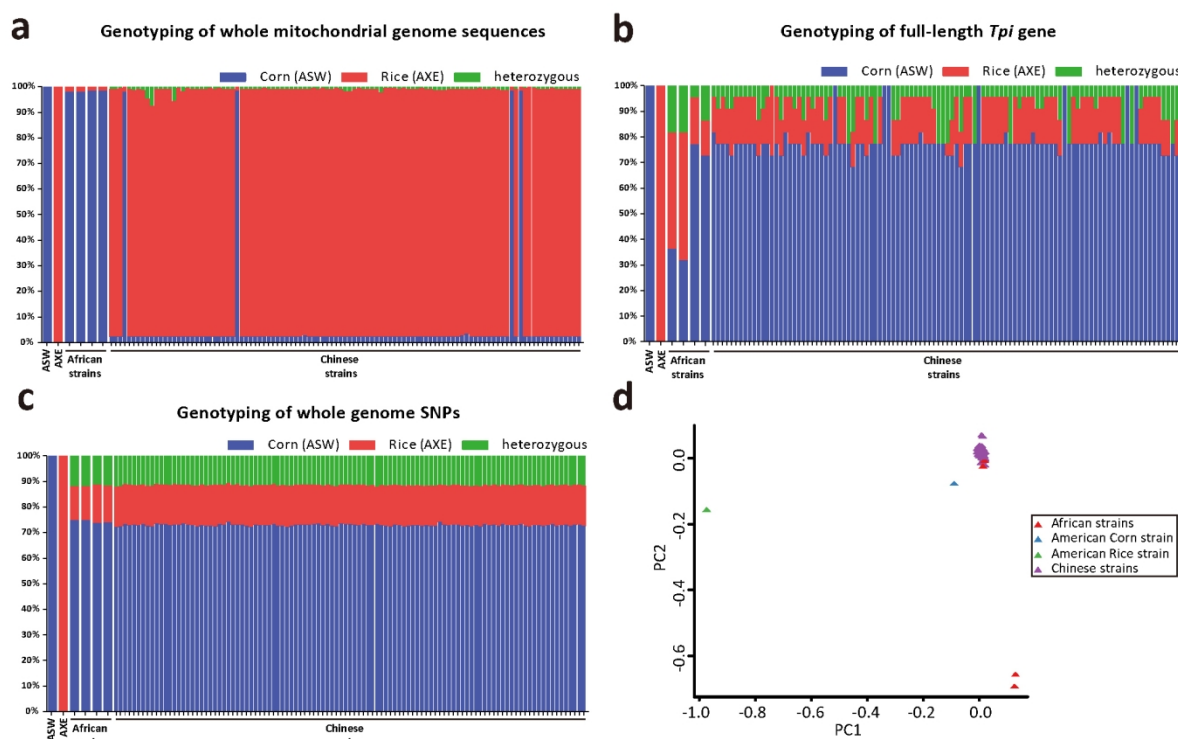 a
Genotyping of whole mitochondrial genome sequences
Corn (ASW) Rice (AXE) heterozygous
100%
90%
80%
70%
60%
50%
40%
30%
20%
10%
0%
ASW
AXE
African
strains
Chinese
strains
b
Genotyping of full-length Tpi gene
Corn (ASW) Rice (AXE) heterozygous
100%
90%
80%
70%
60%
50%
40%
30%
20%
10%
0%
ASW
AXE
African
strains
Chinese
strains
c
Genotyping of whole genome SNPs
Corn (ASW) Rice (AXE) heterozygous
100%
90%
80%
70%
60%
50%
40%
30%
20%
10%
0%
ASW
AXE
African
Chinese
d
0.0
-0.2
-0.4
-0.6
PC2
-1.0 -0.8 -0.6 -0.4 -0.2 0.0
PC1
African strains
American Corn strain
American Rice strain
Chinese strains